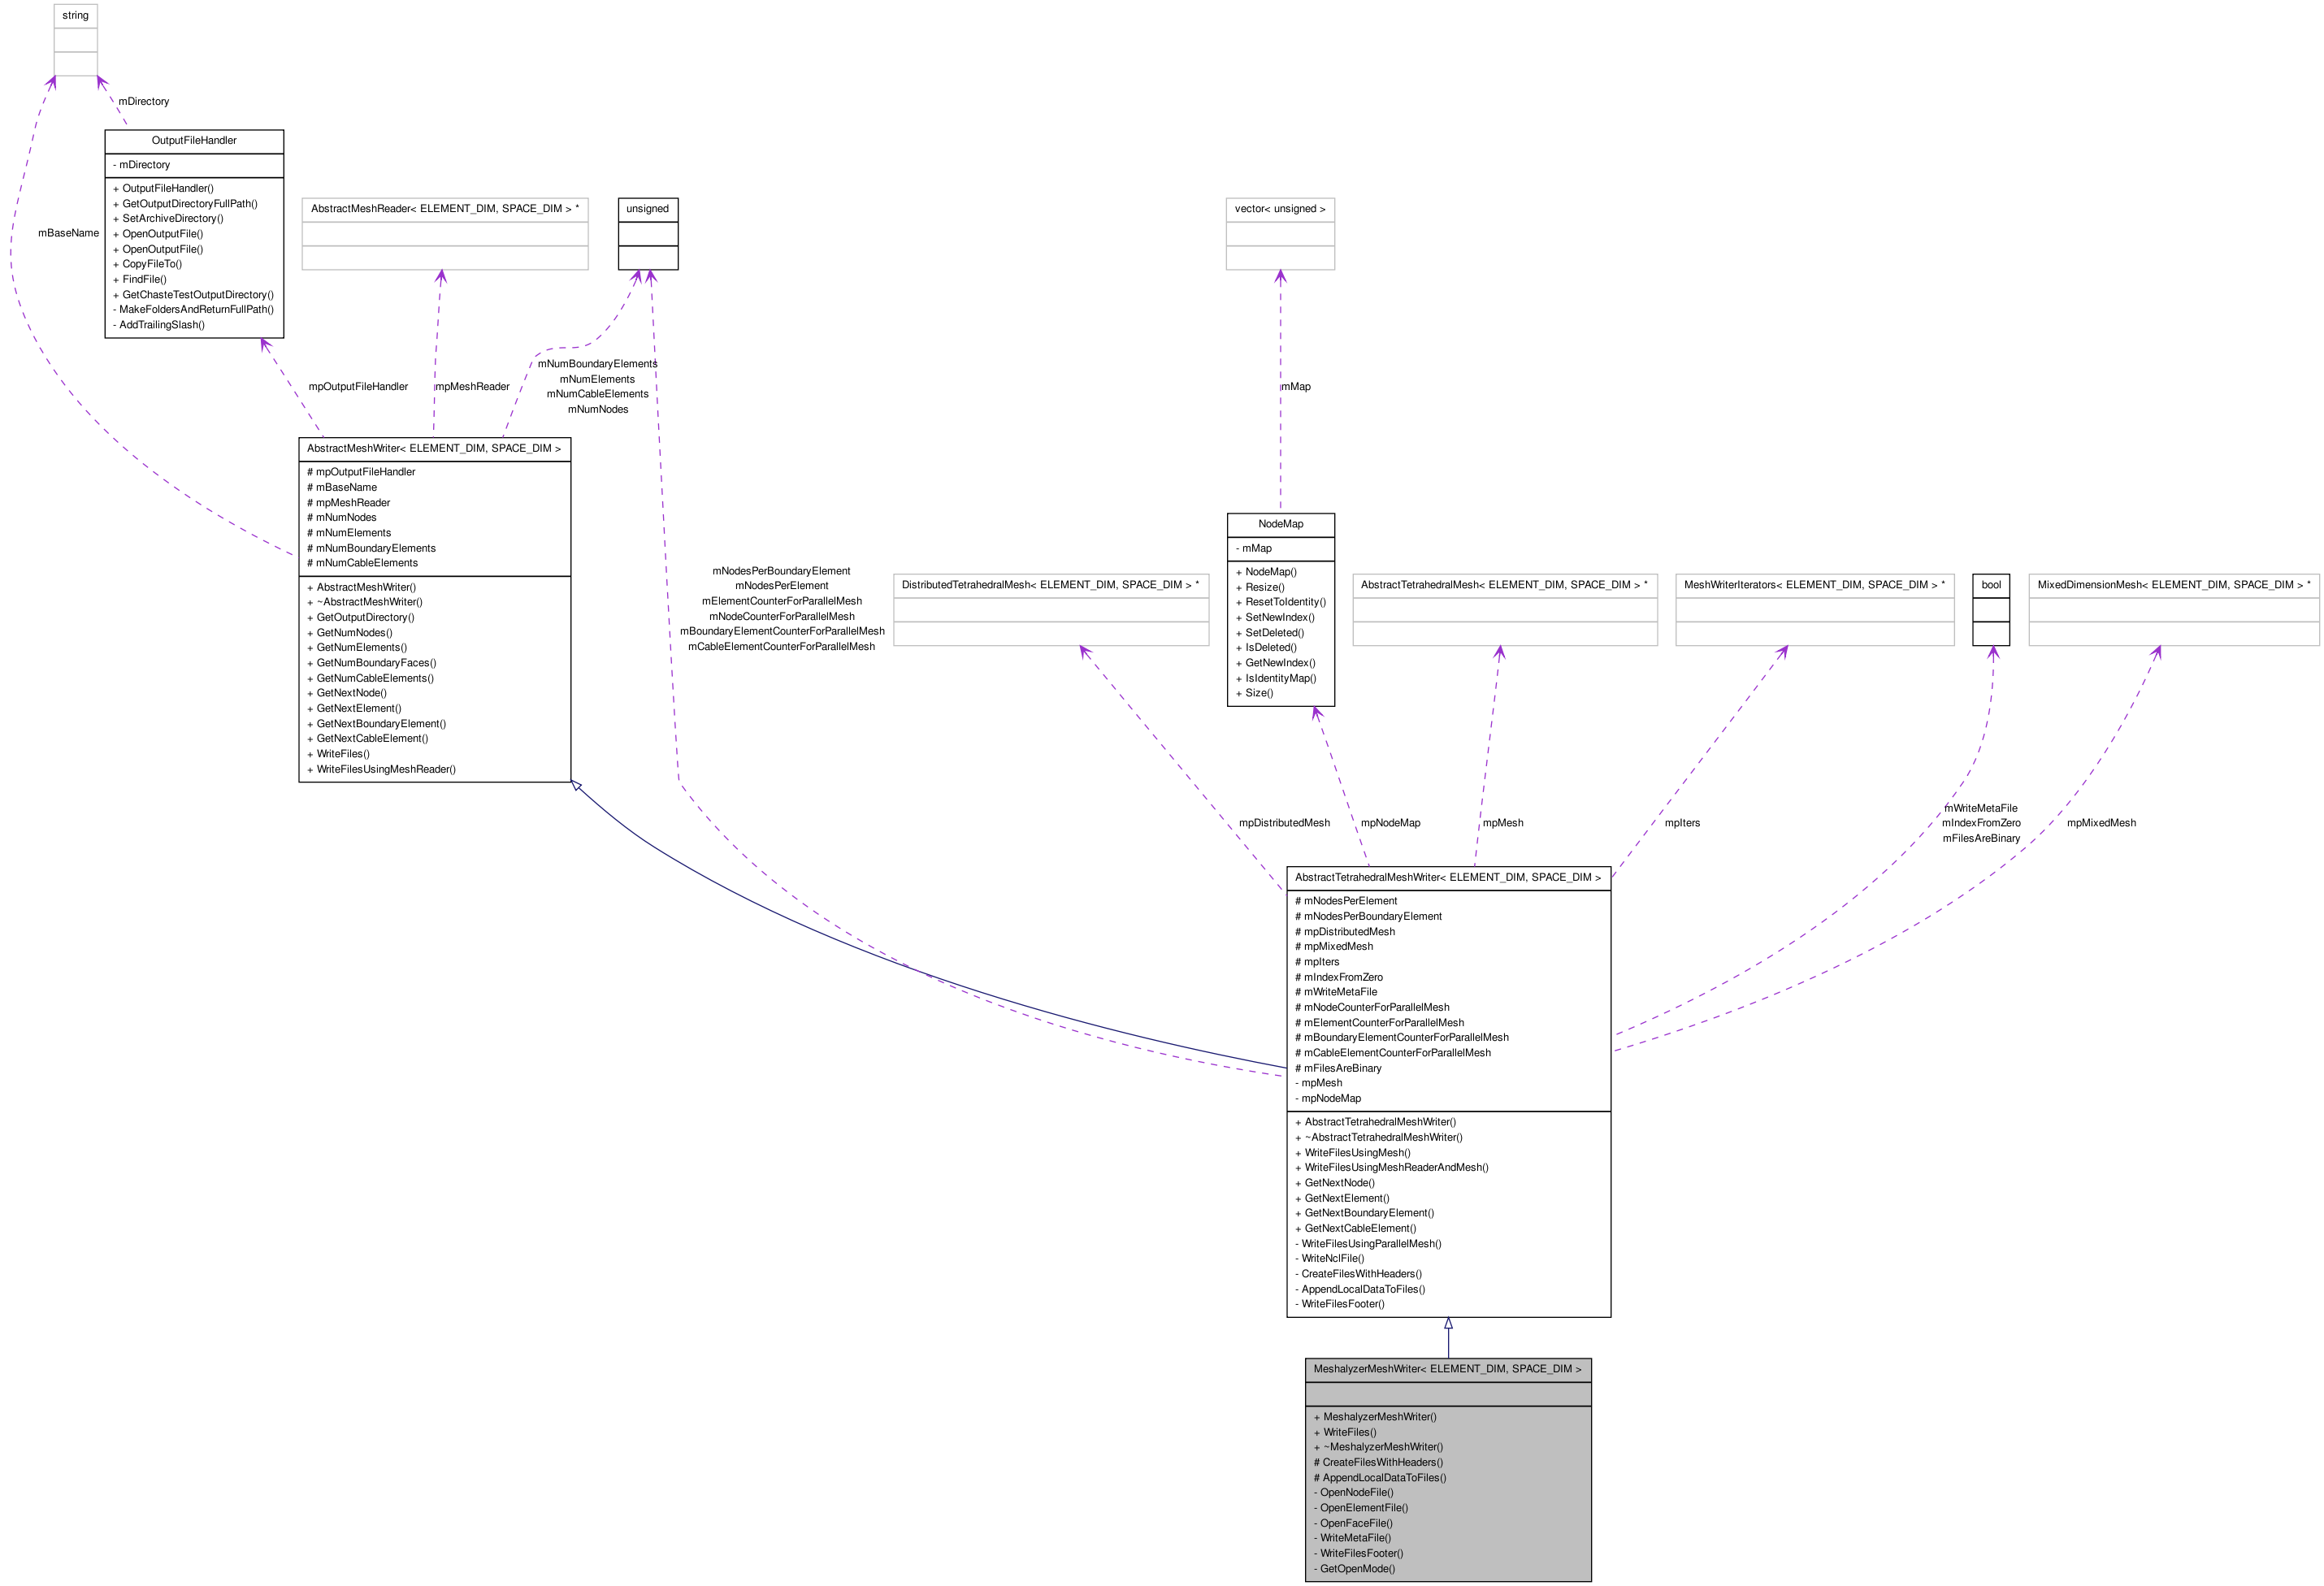 string
mDirectory
OutputFileHandler
- mDirectory
+ OutputFileHandler()
+ GetOutputDirectoryFullPath()
+ SetArchiveDirectory()
+ OpenOutputFile()
+ OpenOutputFile()
+ CopyFileTo()
+ FindFile()
+ GetChasteTestOutputDirectory()
- MakeFoldersAndReturnFullPath()
- AddTrailingSlash()
mBaseName
AbstractMeshReader< ELEMENT_DIM, SPACE_DIM > *
unsigned
vector< unsigned >
mpOutputFileHandler
mpMeshReader
mNumBoundaryElements
mNumElements
mNumCableElements
mNumNodes
mMap
AbstractMeshWriter< ELEMENT_DIM, SPACE_DIM >
# mpOutputFileHandler
# mBaseName
# mpMeshReader
# mNumNodes
# mNumElements
# mNumBoundaryElements
# mNumCableElements
+ AbstractMeshWriter()
+ ~AbstractMeshWriter()
+ GetOutputDirectory()
+ GetNumNodes()
+ GetNumElements()
+ GetNumBoundaryFaces()
+ GetNumCableElements()
+ GetNextNode()
+ GetNextElement()
+ GetNextBoundaryElement()
+ GetNextCableElement()
+ WriteFiles()
+ WriteFilesUsingMeshReader()
mNodesPerBoundaryElement
mNodesPerElement
mElementCounterForParallelMesh
mNodeCounterForParallelMesh
mBoundaryElementCounterForParallelMesh
mCableElementCounterForParallelMesh
DistributedTetrahedralMesh< ELEMENT_DIM, SPACE_DIM > *
NodeMap
- mMap
+ NodeMap()
+ Resize()
+ ResetToIdentity()
+ SetNewIndex()
+ SetDeleted()
+ IsDeleted()
+ GetNewIndex()
+ IsIdentityMap()
+ Size()
AbstractTetrahedralMesh< ELEMENT_DIM, SPACE_DIM > *
MeshWriterIterators< ELEMENT_DIM, SPACE_DIM > *
bool
MixedDimensionMesh< ELEMENT_DIM, SPACE_DIM > *
mpDistributedMesh
mpNodeMap
mpMesh
mpIters
mWriteMetaFile
mIndexFromZero
mFilesAreBinary
mpMixedMesh
AbstractTetrahedralMeshWriter< ELEMENT_DIM, SPACE_DIM >
# mNodesPerElement
# mNodesPerBoundaryElement
# mpDistributedMesh
# mpMixedMesh
# mpIters
# mIndexFromZero
# mWriteMetaFile
# mNodeCounterForParallelMesh
# mElementCounterForParallelMesh
# mBoundaryElementCounterForParallelMesh
# mCableElementCounterForParallelMesh
# mFilesAreBinary
- mpMesh
- mpNodeMap
+ AbstractTetrahedralMeshWriter()
+ ~AbstractTetrahedralMeshWriter()
+ WriteFilesUsingMesh()
+ WriteFilesUsingMeshReaderAndMesh()
+ GetNextNode()
+ GetNextElement()
+ GetNextBoundaryElement()
+ GetNextCableElement()
- WriteFilesUsingParallelMesh()
- WriteNclFile()
- CreateFilesWithHeaders()
- AppendLocalDataToFiles()
- WriteFilesFooter()
MeshalyzerMeshWriter< ELEMENT_DIM, SPACE_DIM >
+ MeshalyzerMeshWriter()
+ WriteFiles()
+ ~MeshalyzerMeshWriter()
# CreateFilesWithHeaders()
# AppendLocalDataToFiles()
- OpenNodeFile()
- OpenElementFile()
- OpenFaceFile()
- WriteMetaFile()
- WriteFilesFooter()
- GetOpenMode()